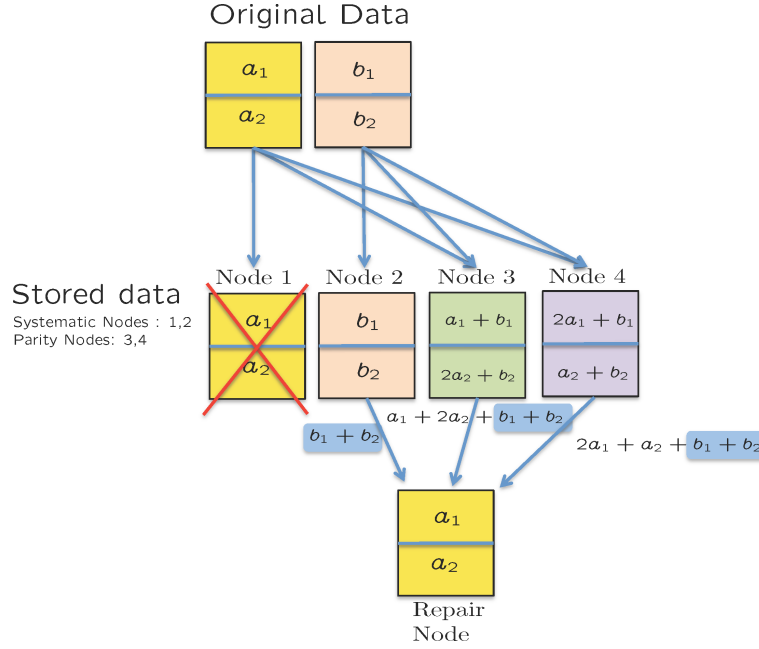 Original Data
a₁ b₁
a₂ b₂
Node 1 Node 2 Node 3 Node 4
Stored data
Systematic Nodes : 1,2
Parity Nodes: 3,4
a₁ b₁ a₁ + b₁ 2a₁ + b₁
a₂ b₂ 2a₂ + b₂ a₂ + b₂
b₁ + b₂
a₁ + 2a₂ + b₁ + b₂
2a₁ + a₂ + b₁ + b₂
a₁
a₂
Repair
Node